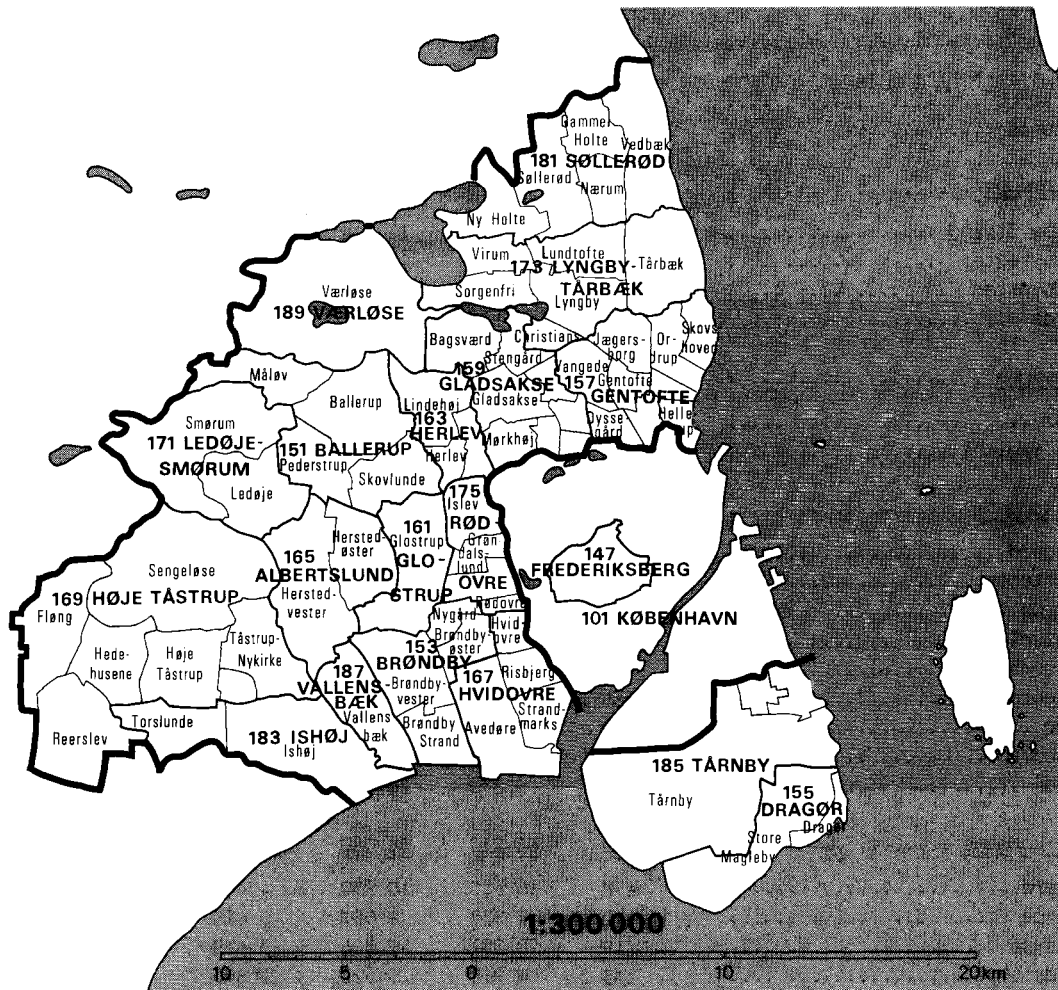 Gammel
Holte
Vedbæk
181 SØLLERØD
Søllerød
Nærum
Ny Holte
Virum
Lundtofte
173 LYNGBY-
TÅRBÆK
Tårbæk
Sorgenfri
Lyngby
Værløse
189 VÆRLØSE
Bagsværd
Christians
Stengård
Jægers-
borg
Or-
drup
Skovs
hoved
159
GLADSAKSE
Gladsakse
Vangede
157
Gentofte
GENTOFTE
Helle
rup
Dysse-
gård
Måløv
Ballerup
Lindehøj
163
HERLEV
Herlev
Mørkhøj
Smørum
171 LEDØJE-
SMØRUM
Ledøje
151 BALLERUP
Pederstrup
Skovlunde
175
Islev
RØD-
Grøn
dals-
lund
OVRE
Rødovre
161
Glostrup
GLO-
STRUP
Hersted-
øster
165
ALBERTSLUND
Hersted-
vester
147
FREDERIKSBERG
101 KØBENHAVN
Sengeløse
169 HØJE TÅSTRUP
Fløng
Hede-
husene
Høje
Tåstrup
Tåstrup-
Nykirke
Nygård
Brøndby-
øster
Hvid-
ovre
153
BRØNDBY
Brøndby-
vester
Brøndby
Strand
187
VALLENS-
BÆK
Vallens
bæk
167
HVIDOVRE
Risbjerg
Strand-
marks
Avedøre
Reerslev
Torslunde
183 ISHØJ
Ishøj
185 TÅRNBY
Tårnby
155
DRAGØR
Dragør
Store
Magleby
1:300 000
10 5 0 10 20km